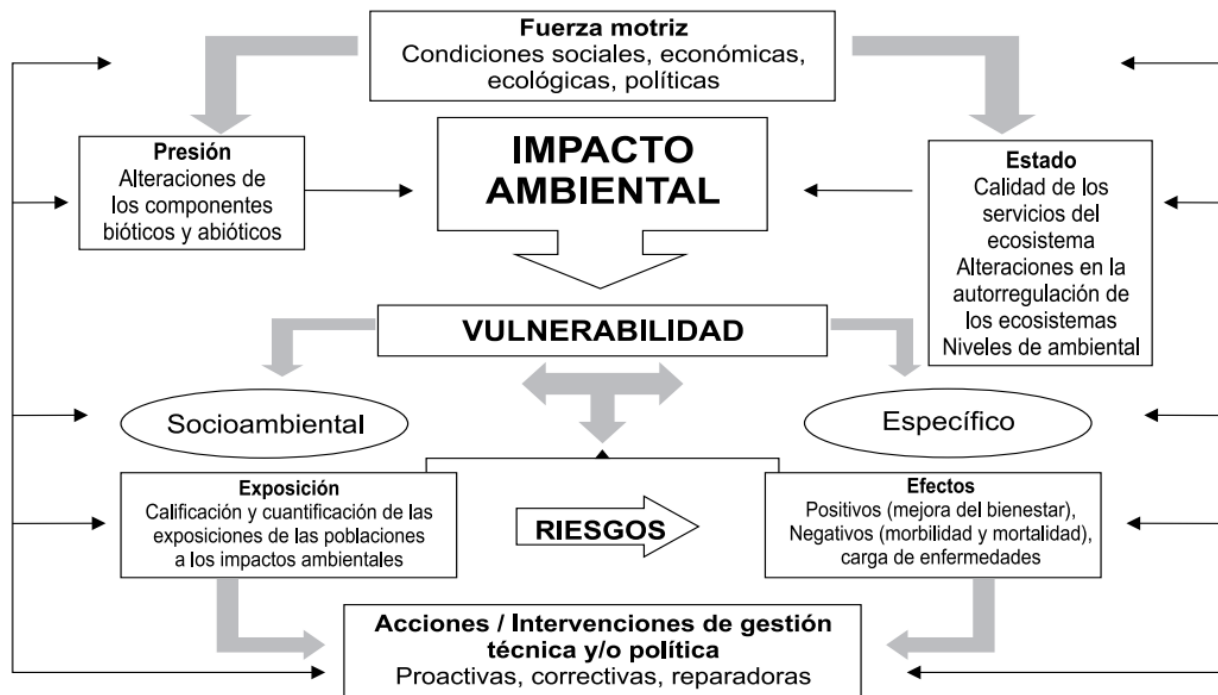 Fuerza motriz
Condiciones sociales, económicas,
ecológicas, políticas
Presión
Alteraciones de
los componentes
bióticos y abióticos
IMPACTO
AMBIENTAL
Estado
Calidad de los
servicios del
ecosistema
Alteraciones en la
autorregulación de
los ecosistemas
Niveles de ambiental
VULNERABILIDAD
Socioambiental
Específico
Exposición
Calificación y cuantificación de las
exposiciones de las poblaciones
a los impactos ambientales
RIESGOS
Efectos
Positivos (mejora del bienestar),
Negativos (morbilidad y mortalidad),
carga de enfermedades
Acciones / Intervenciones de gestión
técnica y/o política
Proactivas, correctivas, reparadoras